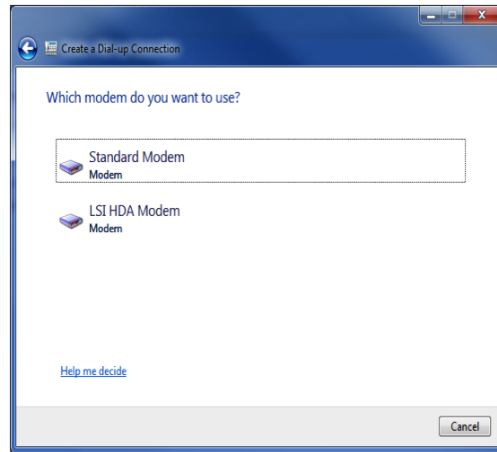 Create a Dial-up Connection
Which modem do you want to use?
Standard Modem
Modem
LSI HDA Modem
Modem
Help me decide
Cancel